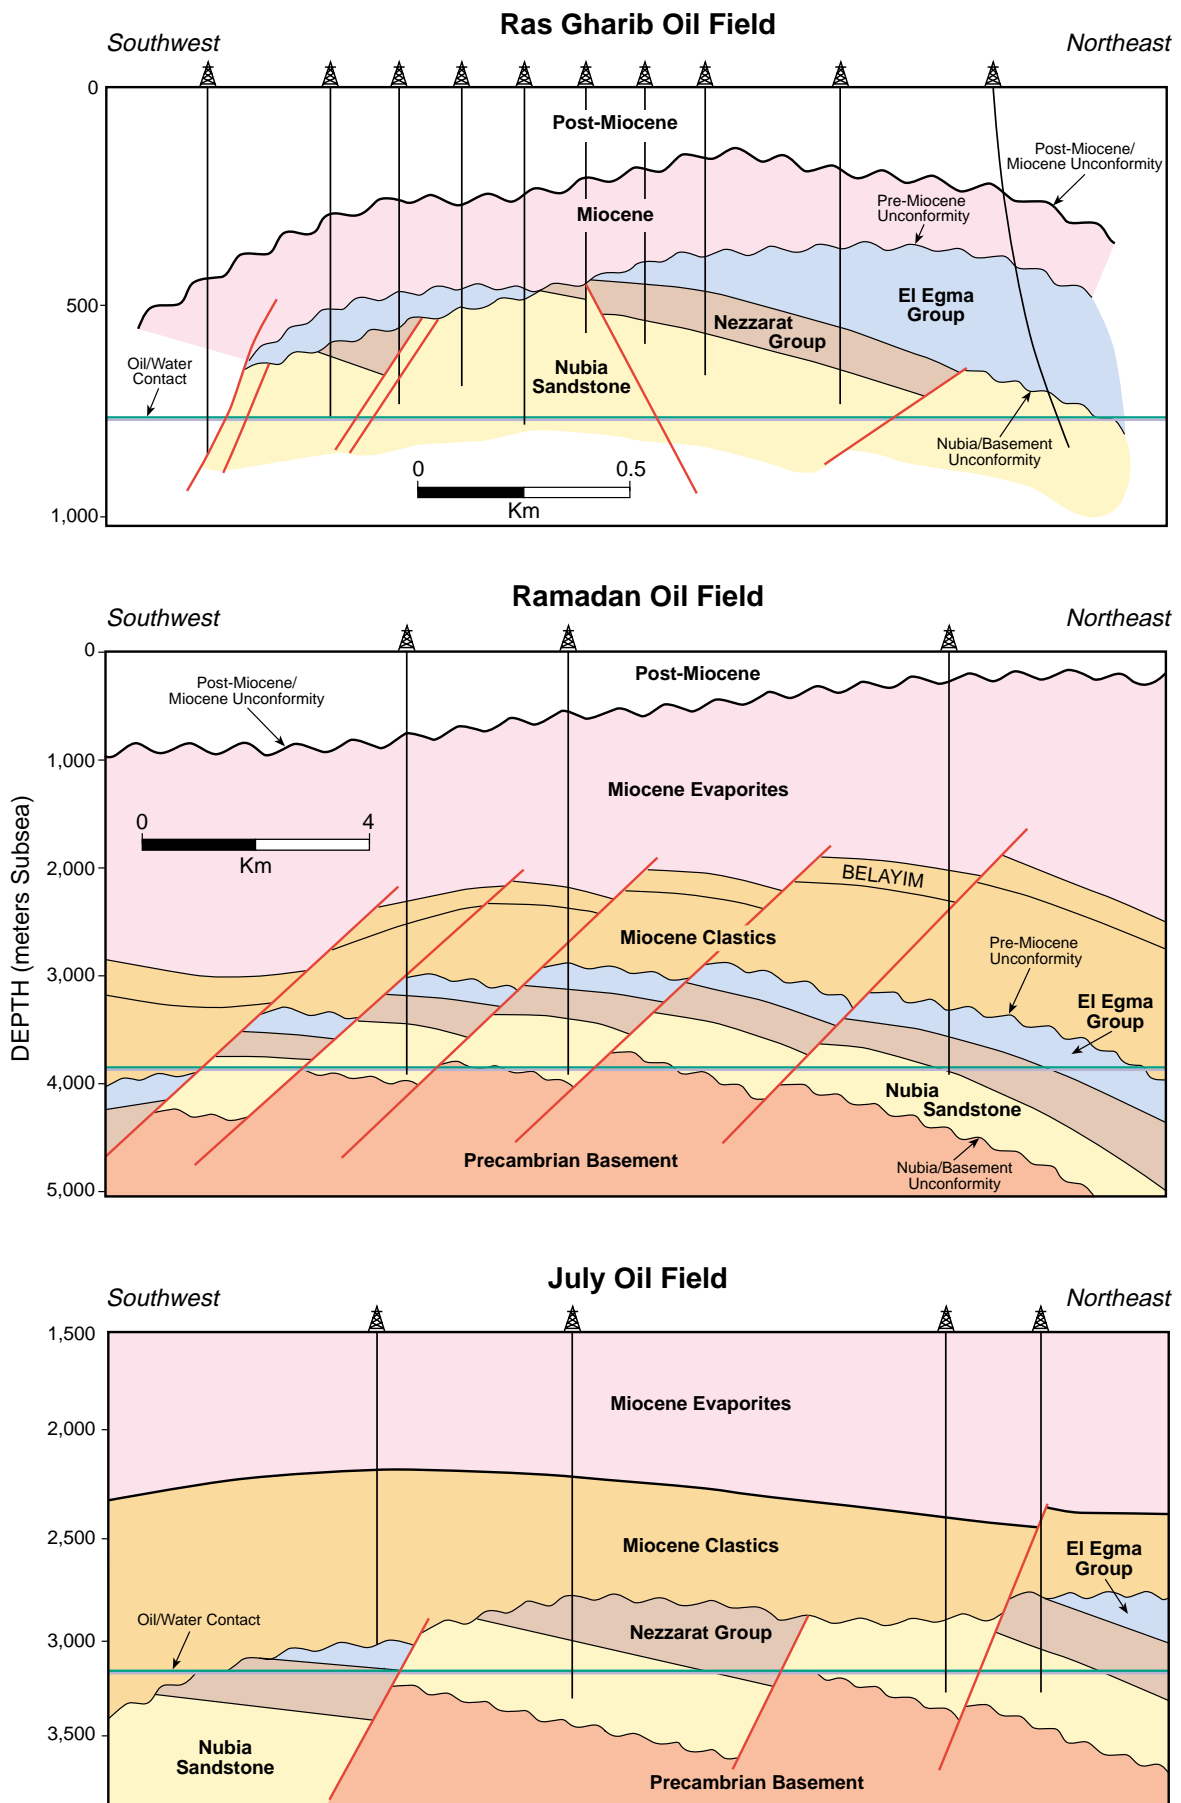 Ras Gharib Oil Field
Southwest
Northeast
0
Post-Miocene
Post-Miocene/
Miocene Unconformity
Pre-Miocene
Unconformity
Miocene
500
El Egma
Group
Nezzarat
Group
Oil/Water
Contact
Nubia
Sandstone
Nubia/Basement
Unconformity
0
0.5
Km
1,000
Ramadan Oil Field
Southwest
Northeast
0
Post-Miocene
Post-Miocene/
Miocene Unconformity
1,000
Miocene Evaporites
0
4
Km
2,000
BELAYIM
DEPTH (meters Subsea)
Miocene Clastics
Pre-Miocene
Unconformity
3,000
El Egma
Group
4,000
Nubia
Sandstone
Precambrian Basement
Nubia/Basement
Unconformity
5,000
July Oil Field
Southwest
Northeast
1,500
Miocene Evaporites
2,000
2,500
Miocene Clastics
El Egma
Group
Oil/Water Contact
Nezzarat Group
3,000
3,500
Nubia
Sandstone
Precambrian Basement